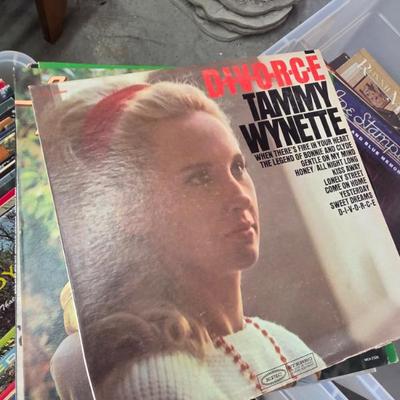 D-I-V-O-R-C-E
TAMMY
WYNETTE
WHEN THERE'S FIRE IN YOUR HEART
THE LEGEND OF BONNIE AND CLYDE
GENTLE ON MY MIND
HONEY ALL NIGHT LONG
KISS AWAY
LONELY STREET
COME ON HOME
YESTERDAY
SWEET DREAMS
D-I-V-O-R-C-E
STEREO